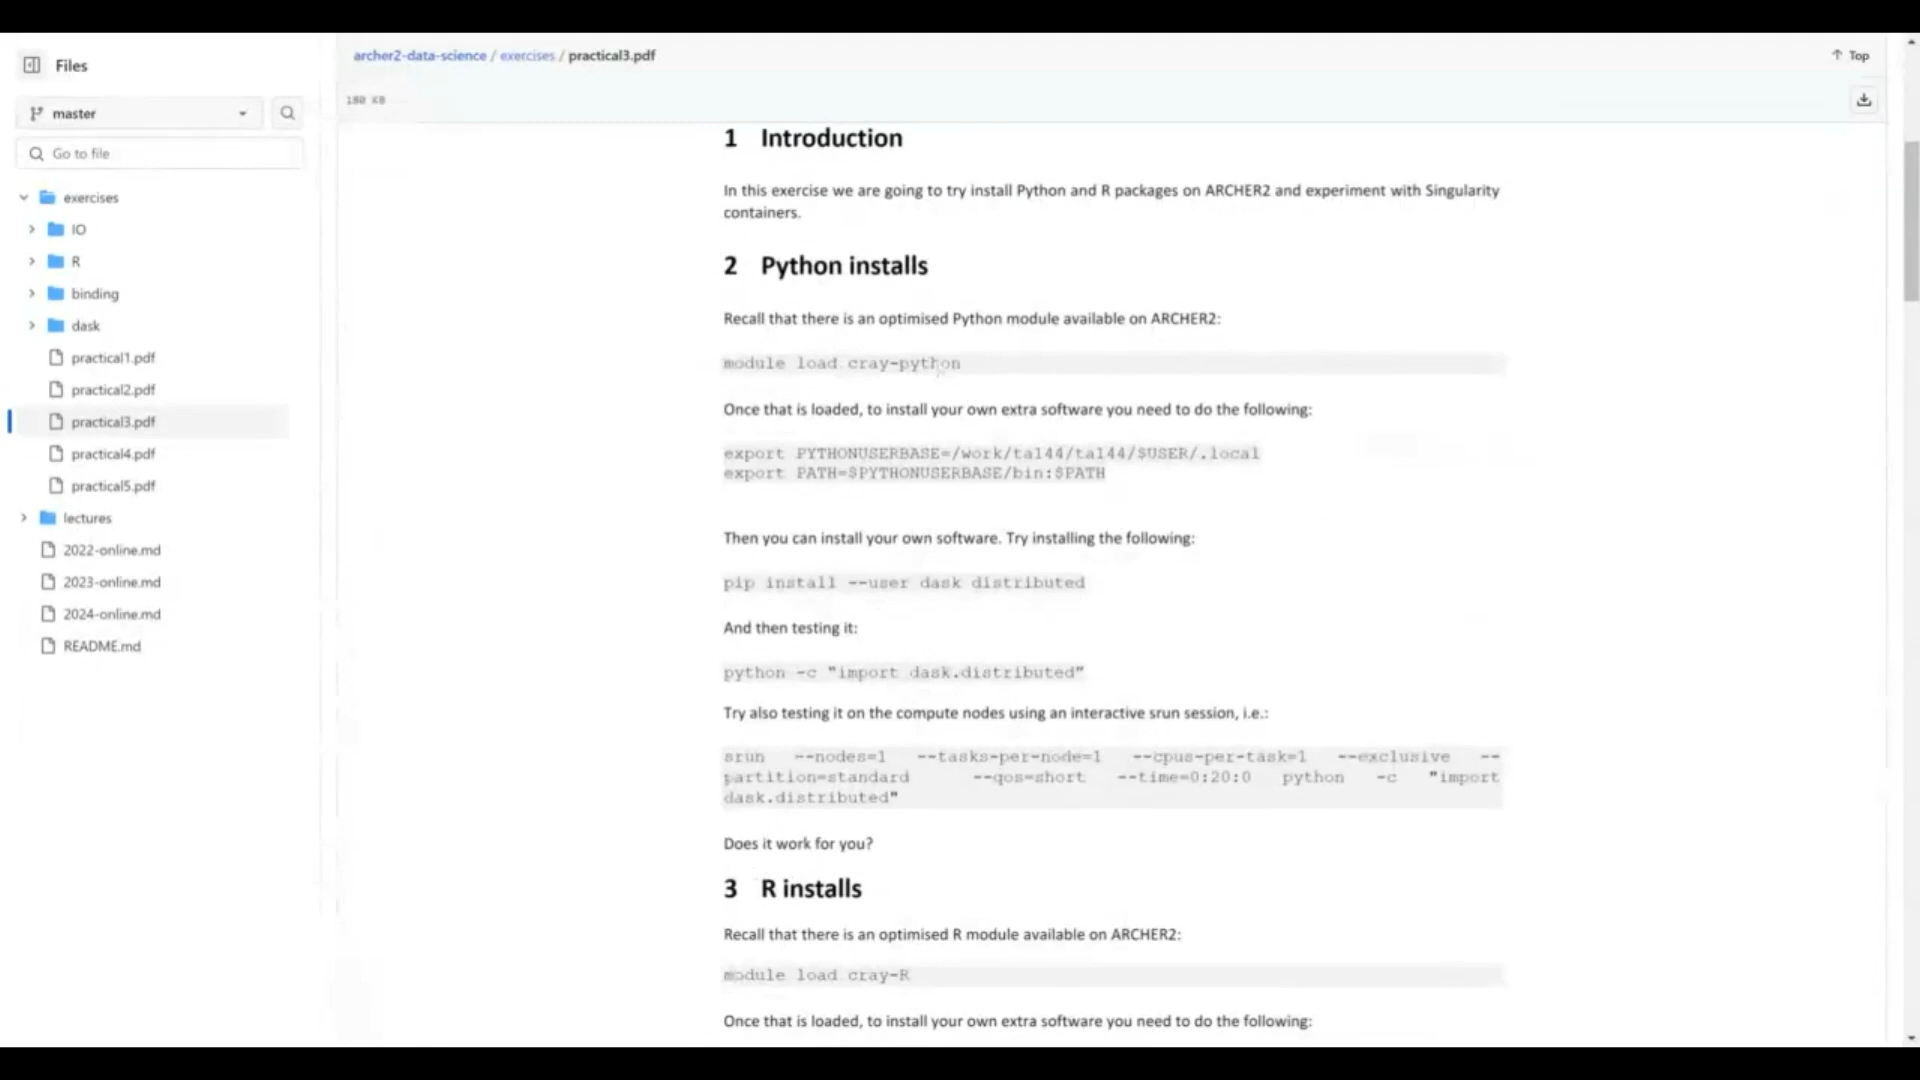 Files
master
Go to file
exercises
IO
R
binding
dask
practical1.pdf
practical2.pdf
practical3.pdf
practical4.pdf
practical5.pdf
lectures
2022-online.md
2023-online.md
2024-online.md
README.md
archer2-data-science / exercises / practical3.pdf
Top
180 KB
1 Introduction
In this exercise we are going to try install Python and R packages on ARCHER2 and experiment with Singularity
containers.
2 Python installs
Recall that there is an optimised Python module available on ARCHER2:
module load cray-python
Once that is loaded, to install your own extra software you need to do the following:
export PYTHONUSERBASE=/work/ta144/ta144/$USER/.local
export PATH=$PYTHONUSERBASE/bin:$PATH
Then you can install your own software. Try installing the following:
pip install --user dask distributed
And then testing it:
python -c "import dask.distributed"
Try also testing it on the compute nodes using an interactive srun session, i.e.:
srun --nodes=1 --tasks-per-node=1 --cpus-per-task=1 --exclusive --
partition=standard --qos=short --time=0:20:0 python -c "import
dask.distributed"
Does it work for you?
3 R installs
Recall that there is an optimised R module available on ARCHER2:
module load cray-R
Once that is loaded, to install your own extra software you need to do the following: